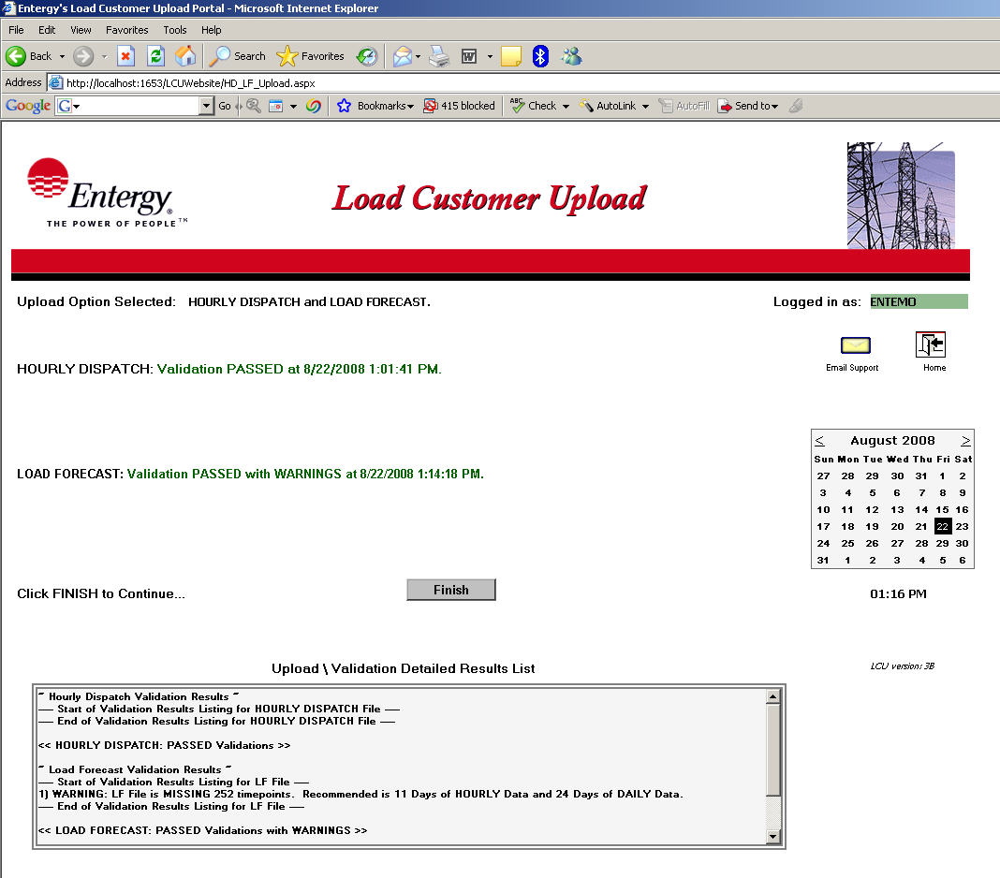 Entergy's Load Customer Upload Portal - Microsoft Internet Explorer
File Edit View Favorites Tools Help
Back Search Favorites
Address http://localhost:1653/LCUWebsite/HD_LF_Upload.aspx
Google G Go Bookmarks 415 blocked ABC Check AutoLink AutoFill Send to
Entergy®
THE POWER OF PEOPLE™
Load Customer Upload
Upload Option Selected: HOURLY DISPATCH and LOAD FORECAST.
Logged in as: ENTEMO
HOURLY DISPATCH: Validation PASSED at 8/22/2008 1:01:41 PM.
Email Support Home
LOAD FORECAST: Validation PASSED with WARNINGS at 8/22/2008 1:14:18 PM.
< August 2008 >
Sun Mon Tue Wed Thu Fri Sat
27 28 29 30 31 1 2
3 4 5 6 7 8 9
10 11 12 13 14 15 16
17 18 19 20 21 22 23
24 25 26 27 28 29 30
31 1 2 3 4 5 6
Click FINISH to Continue...
Finish
01:16 PM
Upload \ Validation Detailed Results List
LCU version: 3B
~ Hourly Dispatch Validation Results ~
--- Start of Validation Results Listing for HOURLY DISPATCH File ---
--- End of Validation Results Listing for HOURLY DISPATCH File ---
<< HOURLY DISPATCH: PASSED Validations >>
~ Load Forecast Validation Results ~
--- Start of Validation Results Listing for LF File ---
1) WARNING: LF File is MISSING 252 timepoints. Recommended is 11 Days of HOURLY Data and 24 Days of DAILY Data.
--- End of Validation Results Listing for LF File ---
<< LOAD FORECAST: PASSED Validations with WARNINGS >>